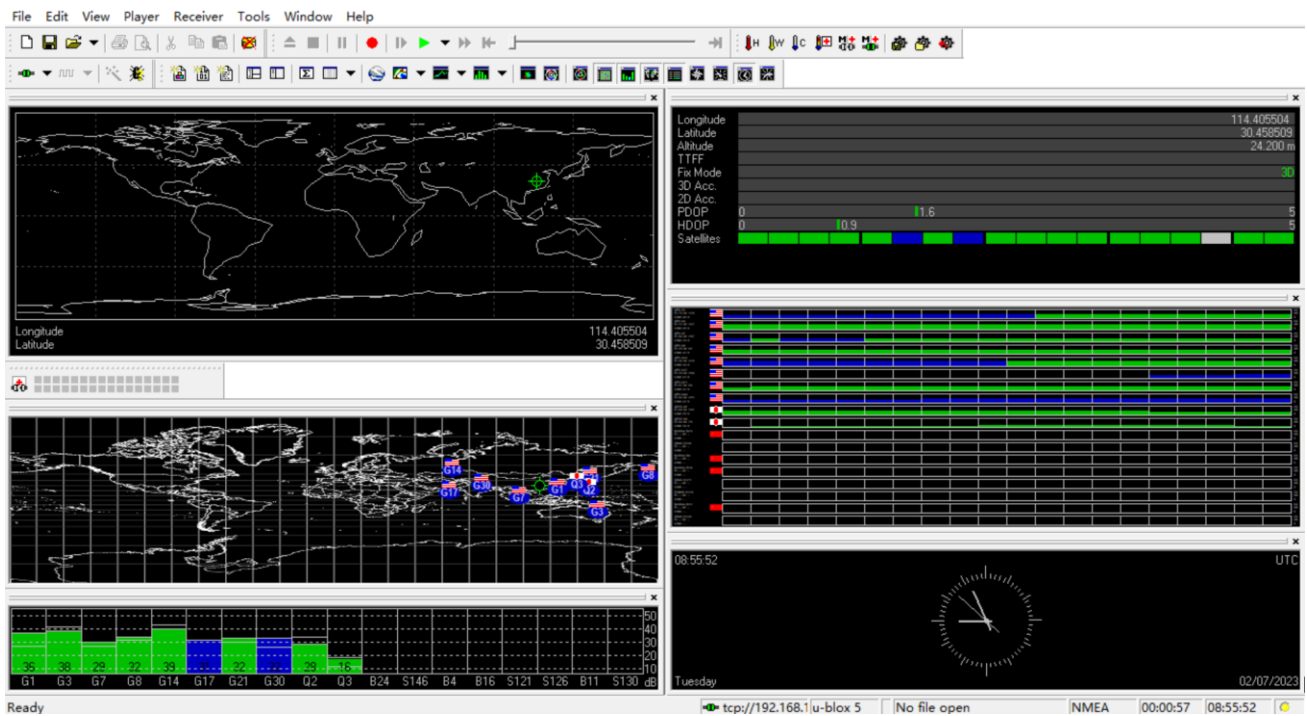 File Edit View Player Receiver Tools Window Help
Longitude 114.405504
Latitude 30.458509
Longitude 114.405504
Latitude 30.458509
Altitude 24.200 m
TTFF
Fix Mode 3D
3D Acc.
2D Acc.
PDOP 0 1.6 5
HDOP 0 0.9 5
Satellites
G14 G8
G17 G30 G7 G1 Q3 Q2
G3
50
40
30
20
10
36 38 29 32 39 32 29 16
G1 G3 G7 G8 G14 G17 G21 G30 Q2 Q3 B24 S146 B4 B16 S121 S126 B11 S130 dB
08:55:52 UTC
Tuesday 02/07/2023
Ready tcp://192.168.1 u-blox 5 No file open NMEA 00:00:57 08:55:52